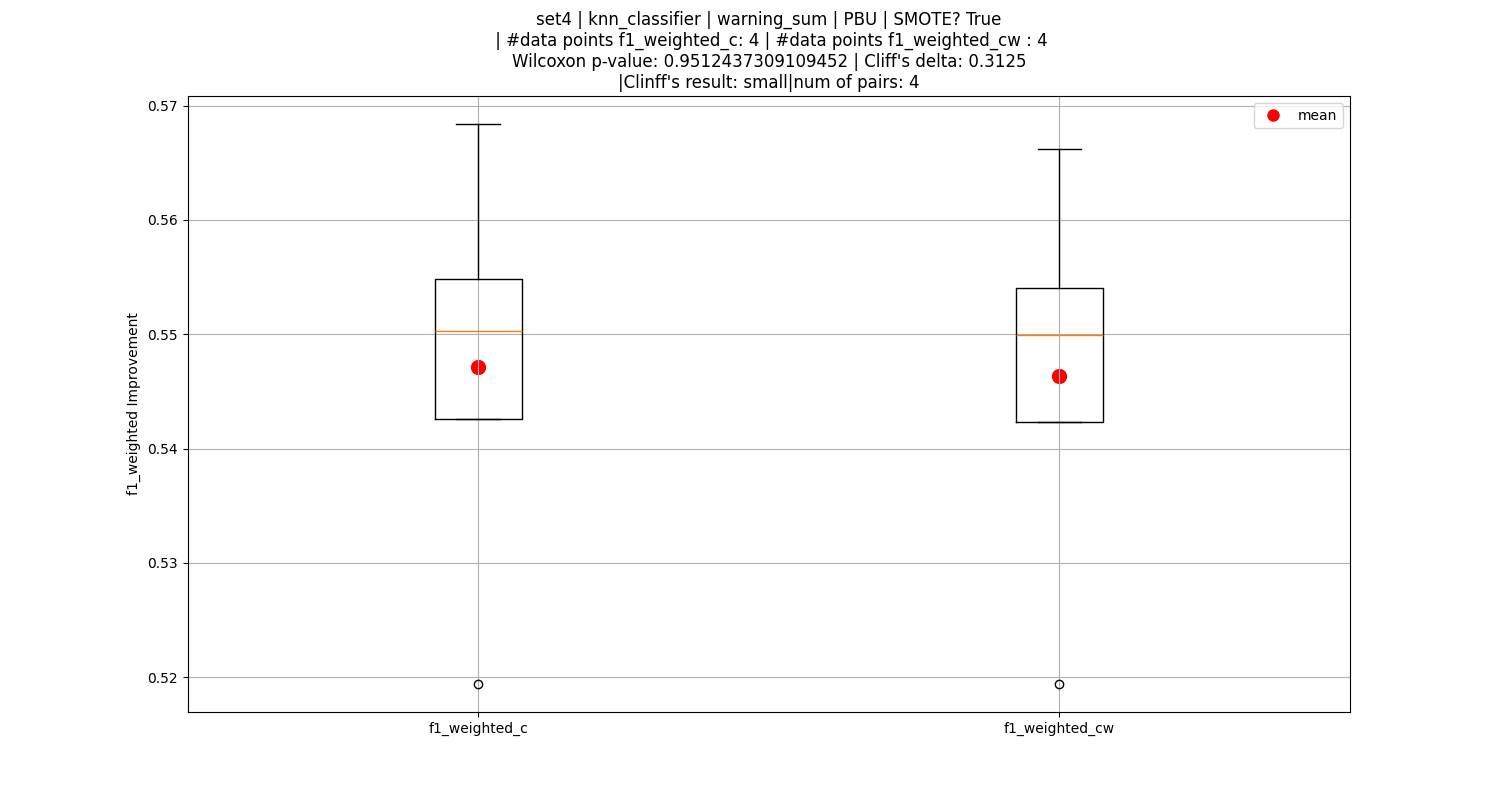 set4 | knn_classifier | warning_sum | PBU | SMOTE? True
| #data points f1_weighted_c: 4 | #data points f1_weighted_cw : 4
Wilcoxon p-value: 0.9512437309109452 | Cliff's delta: 0.3125
|Clinff's result: small|num of pairs: 4
mean
0.57
0.56
0.55
0.54
0.53
0.52
f1_weighted Improvement
f1_weighted_c
f1_weighted_cw